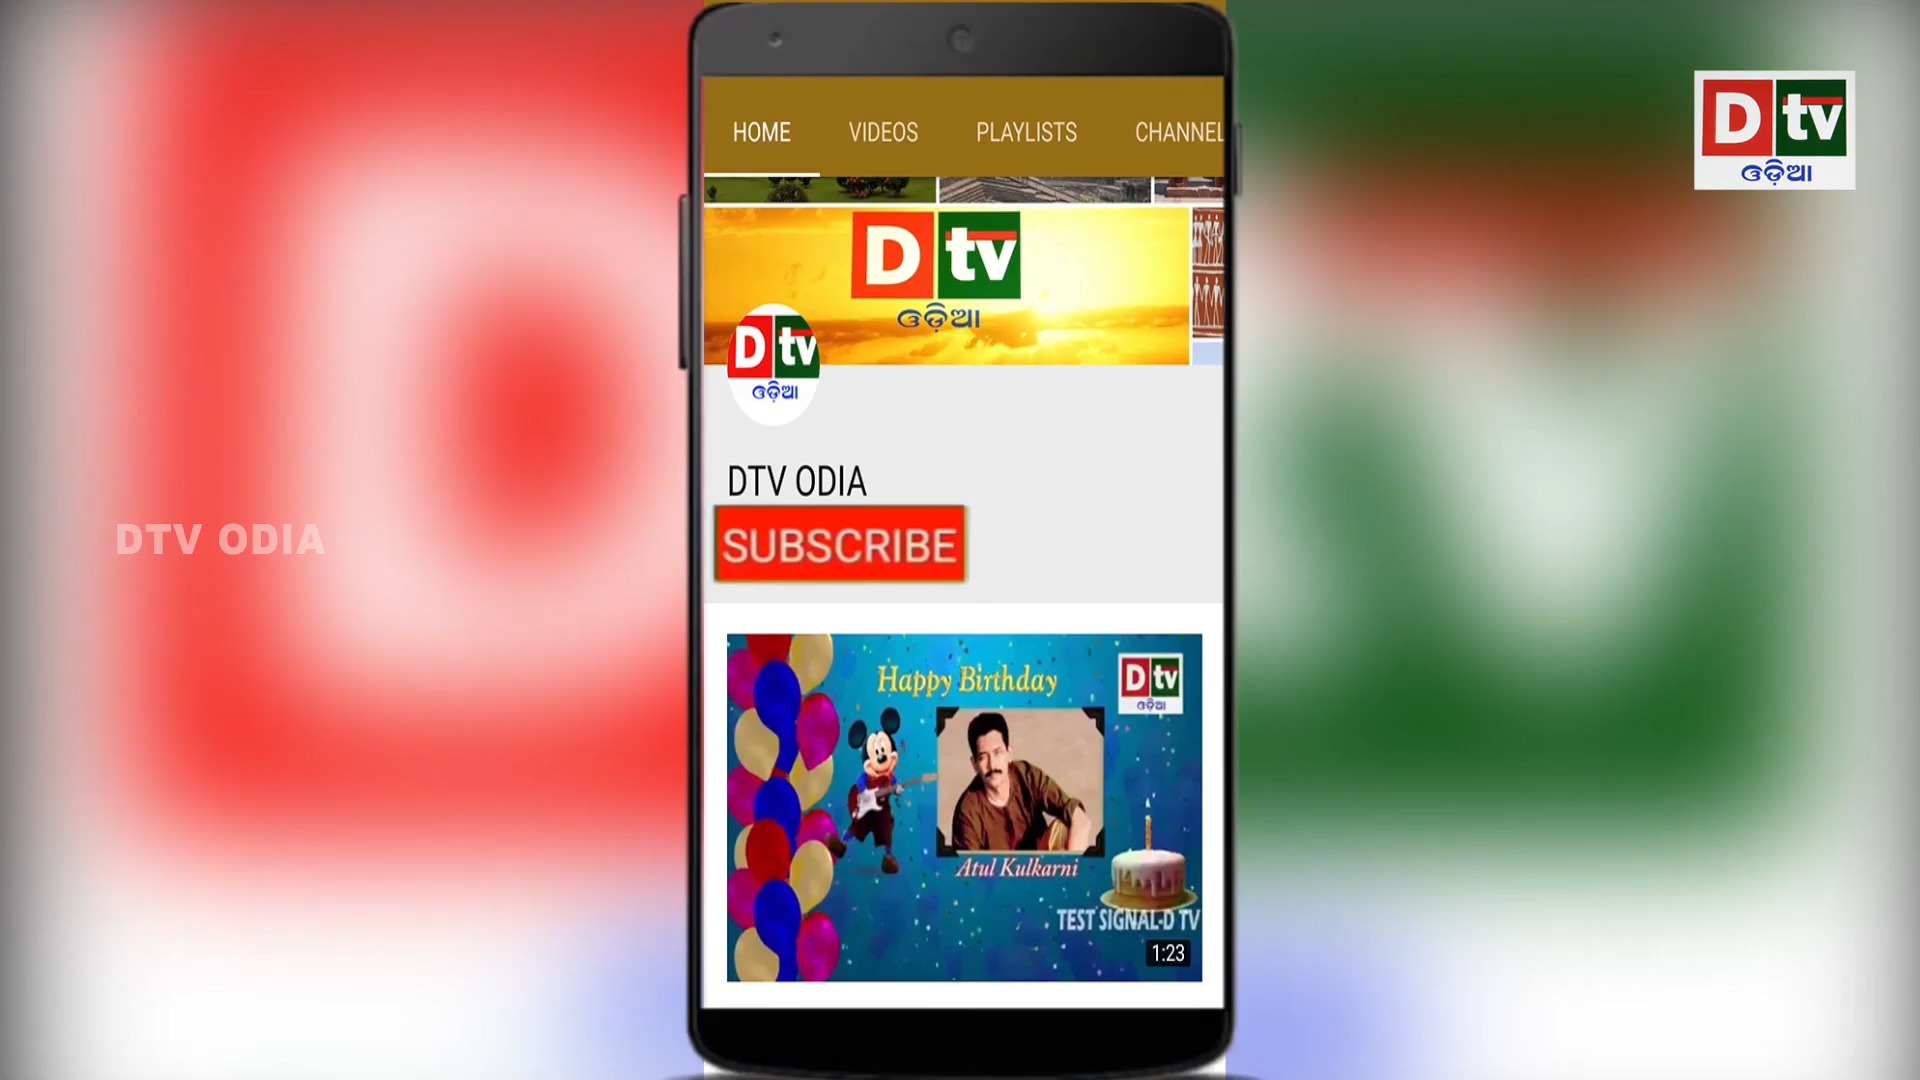 HOME VIDEOS PLAYLISTS CHANNEL
D tv
ଓଡ଼ିଆ
D tv
ଓଡ଼ିଆ
D tv
ଓଡ଼ିଆ
DTV ODIA
SUBSCRIBE
DTV ODIA
Happy Birthday
D tv
ଓଡ଼ିଆ
Atul Kulkarni
TEST SIGNAL-D TV
1:23